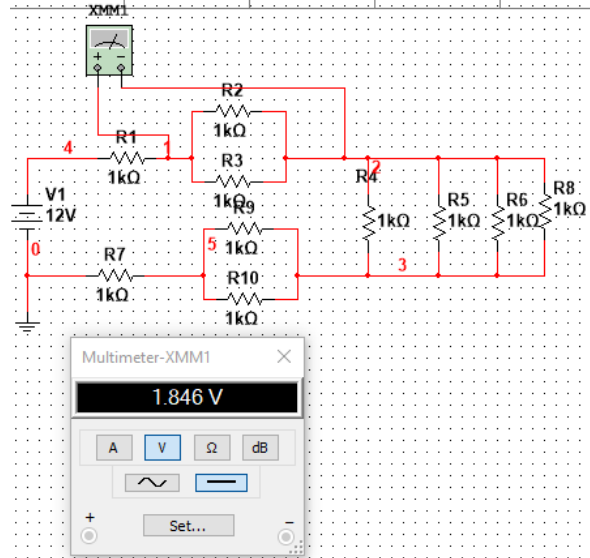 XMM1
+ −
R2
1kΩ
4
R1
1
1kΩ
R3
1kΩ
2
R4
1kΩ
R5
1kΩ
R6
1kΩ
R8
1kΩ
V1
12V
0
R9
5
1kΩ
R7
1kΩ
R10
1kΩ
3
Multimeter-XMM1
1.846 V
A V Ω dB
+ Set... −